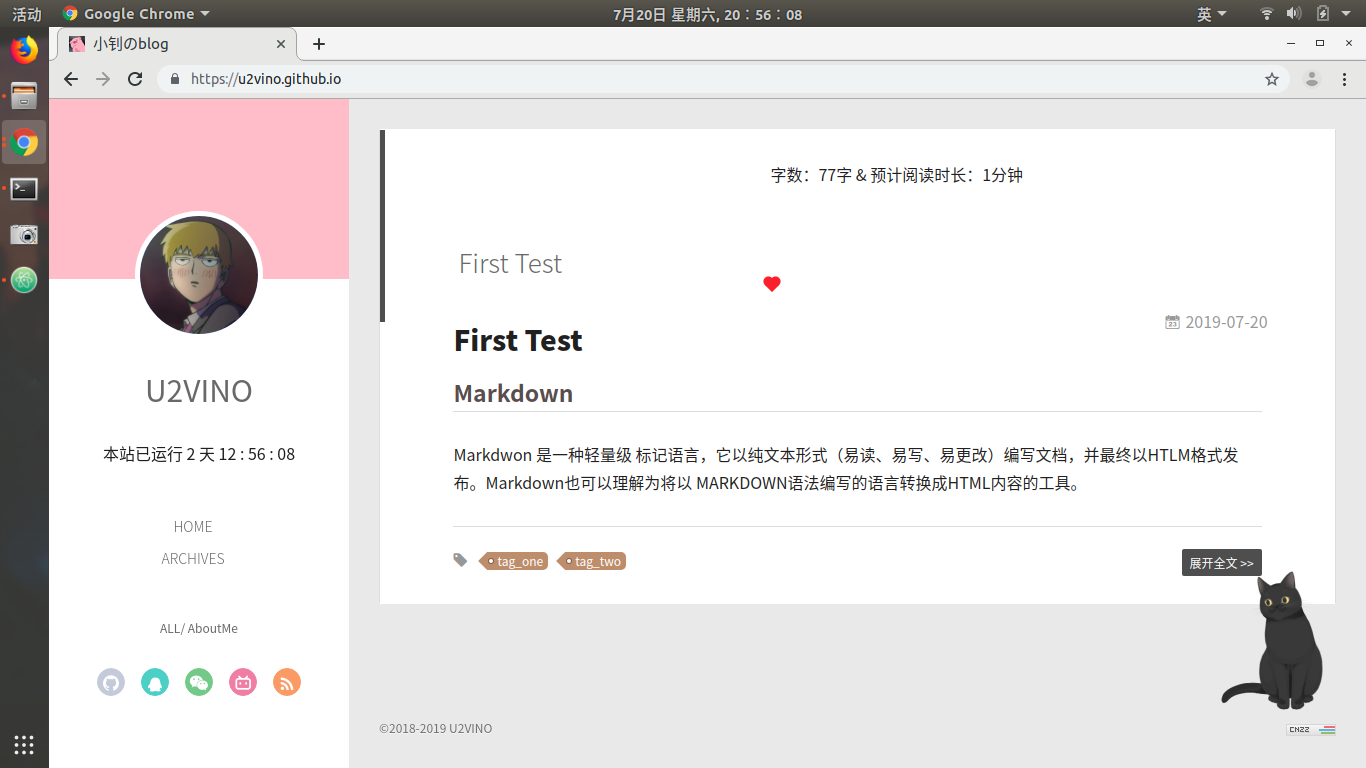 活动
Google Chrome
7月20日 星期六, 20∶56∶08
英
小钊のblog
https://u2vino.github.io
U2VINO
本站已运行 2 天 12 : 56 : 08
HOME
ARCHIVES
ALL/ AboutMe
字数：77字 & 预计阅读时长：1分钟
First Test
2019-07-20
First Test
Markdown
Markdwon 是一种轻量级 标记语言，它以纯文本形式（易读、易写、易更改）编写文档，并最终以HTLM格式发
布。Markdown也可以理解为将以 MARKDOWN语法编写的语言转换成HTML内容的工具。
tag_one
tag_two
展开全文 >>
©2018-2019 U2VINO
CNZZ